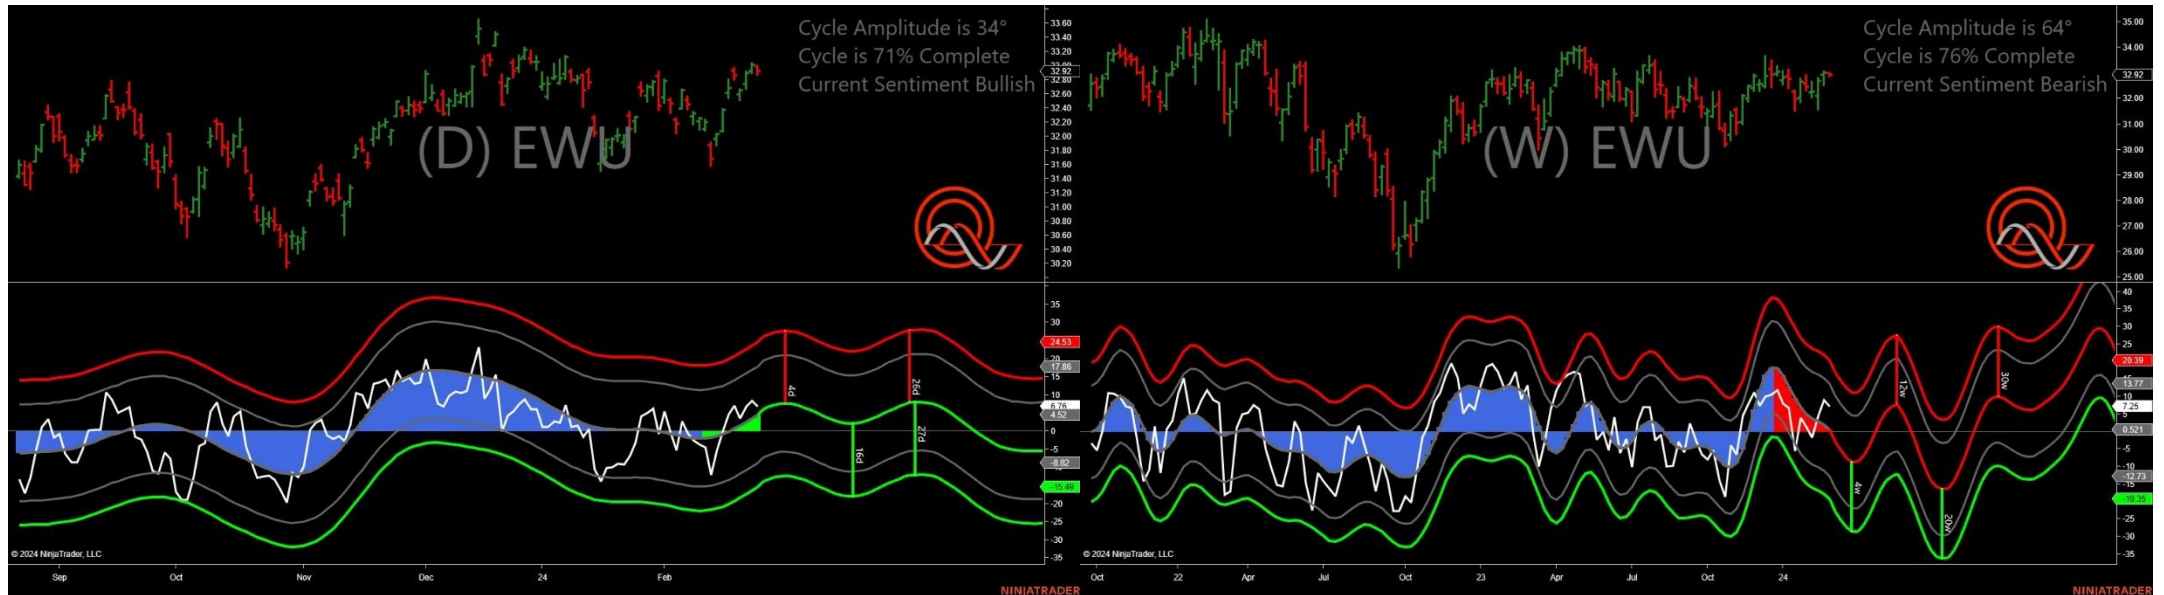 Cycle Amplitude is 34°
Cycle is 71% Complete
Current Sentiment Bullish
(D) EWU
33.60
33.40
33.20
33.00
32.92
32.60
32.40
32.20
32.00
31.80
31.60
31.40
31.20
31.00
30.80
30.60
30.40
30.20
35
30
24.53
20
17.86
15
10
6.76
4.52
0
-5
-8.82
-15.49
-20
-25
-30
-35
4d
16d
26d
27d
© 2024 NinjaTrader, LLC
Sep Oct Nov Dec 24 Feb
NINJATRADER
Cycle Amplitude is 64°
Cycle is 76% Complete
Current Sentiment Bearish
(W) EWU
35.00
34.00
32.92
32.00
31.00
30.00
29.00
28.00
27.00
26.00
25.00
40
35
30
25
20.39
15
13.77
7.25
5
0.521
-5
-10
-12.73
-15
-19.35
-25
-30
-35
4w
12w
20w
30w
© 2024 NinjaTrader, LLC
Oct 22 Apr Jul Oct 23 Apr Jul Oct 24
NINJATRADER